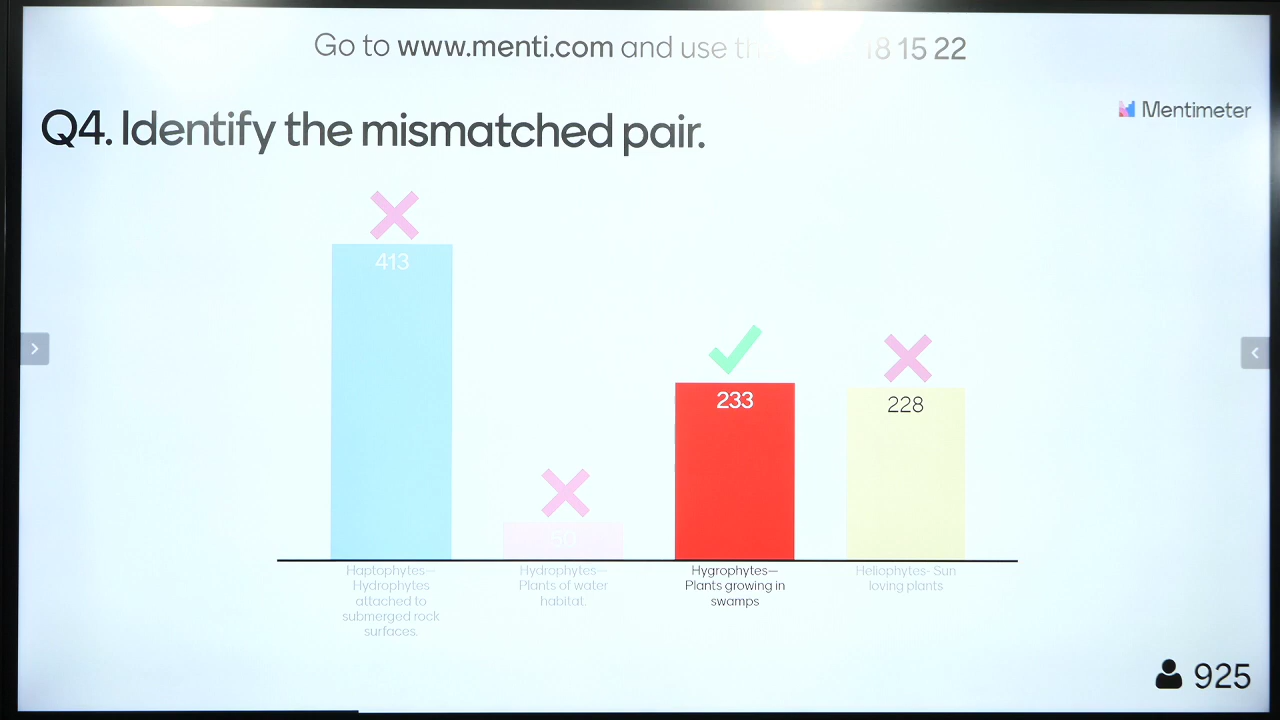 Go to www.menti.com and use th 18 15 22
Mentimeter
Q4. Identify the mismatched pair.
413
50
233
228
Haptophytes—
Hydrophytes
attached to
submerged rock
surfaces.
Hydrophytes—
Plants of water
habitat.
Hygrophytes—
Plants growing in
swamps
Heliophytes- Sun
loving plants
925